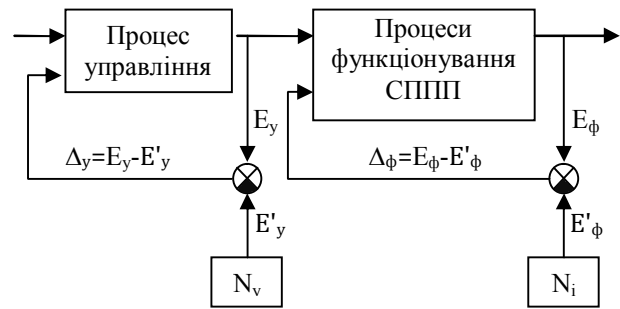 Процес
управління
Процеси
функціонування
СППП
Eу
Eф
Δу=Eу-E'у
Δф=Eф-E'ф
E'у
E'ф
Nv
Ni